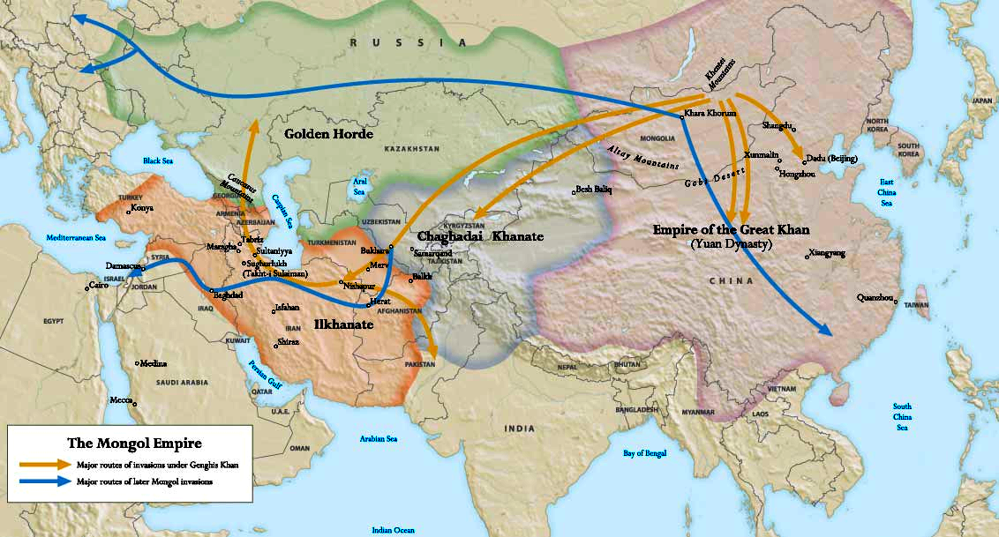 RUSSIA
Khentei
Mountains
Khara Khorum
Shangdu
JAPAN
NORTH
KOREA
SOUTH
KOREA
Golden Horde
KAZAKHSTAN
MONGOLIA
Altay Mountains
Xunmalin
Dadu (Beijing)
Hongzhou
Gobi Desert
Black Sea
Caucasus
Mountains
Caspian Sea
Aral
Sea
Besh Baliq
East
China
Sea
TURKEY
Konya
GEORGIA
ARMENIA
AZERBAIJAN
UZBEKISTAN
KYRGYZSTAN
Chaghadai Khanate
Empire of the Great Khan
(Yuan Dynasty)
Mediterranean Sea
Tabriz
Maragha
Sultaniyya
TURKMENISTAN
Bukhara
Samarqand
TAJIKISTAN
Xiangyang
SYRIA
Damascus
Sughurlukh
(Takht-i Sulaiman)
Merv
Balkh
CHINA
ISRAEL
JORDAN
Cairo
Baghdad
Nishapur
Herat
Quanzhou
TAIWAN
EGYPT
IRAQ
Isfahan
IRAN
Ilkhanate
AFGHANISTAN
KUWAIT
Shiraz
Medina
Persian Gulf
PAKISTAN
NEPAL
BHUTAN
SAUDI ARABIA
QATAR
Mecca
U.A.E.
VIETNAM
BANGLADESH
MYANMAR
LAOS
South
China
Sea
OMAN
Arabian Sea
INDIA
Bay of Bengal
Indian Ocean
The Mongol Empire
Major routes of invasions under Genghis Khan
Major routes of later Mongol invasions